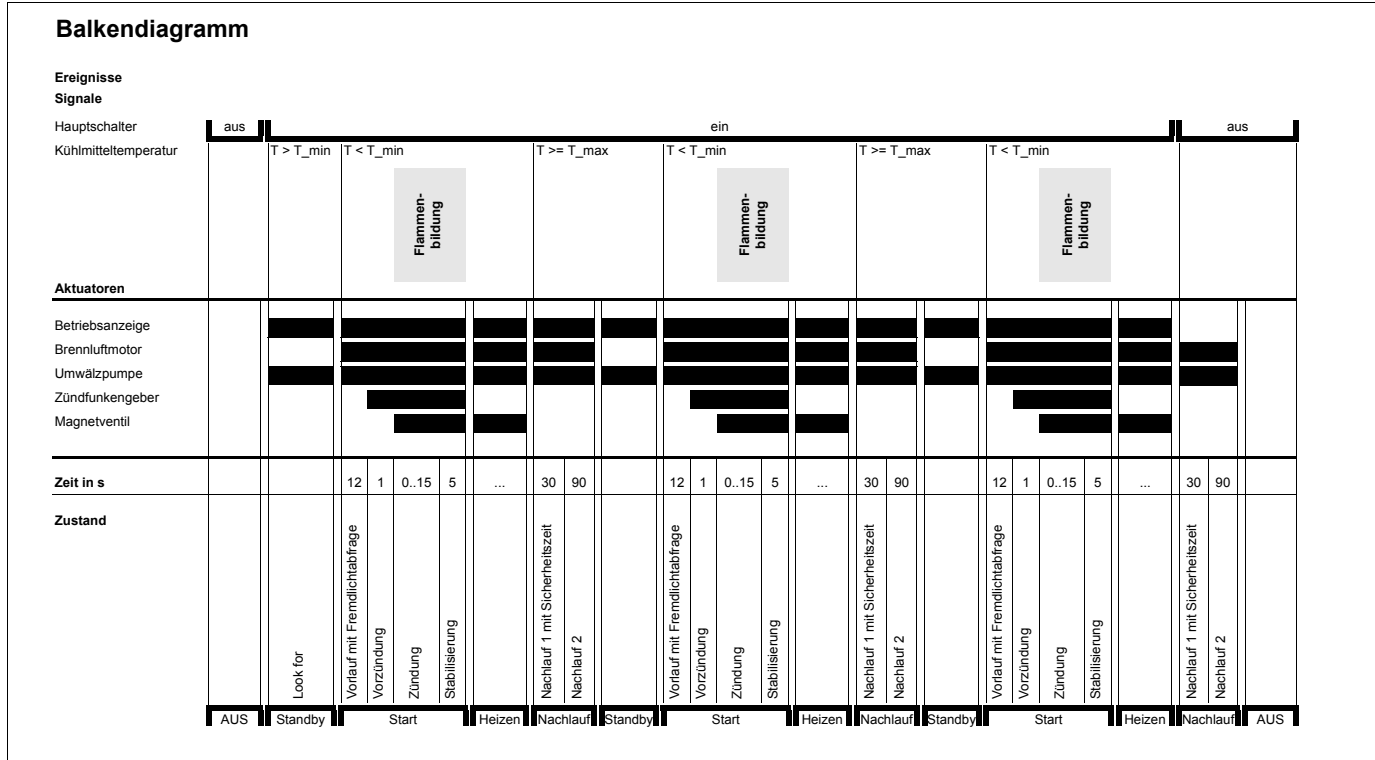 Balkendiagramm
Ereignisse
Signale
Hauptschalter aus ein aus
Kühlmitteltemperatur T > T_min T < T_min T >= T_max T < T_min T >= T_max T < T_min
Flammen-
bildung
Flammen-
bildung
Flammen-
bildung
Aktuatoren
Betriebsanzeige
Brennluftmotor
Umwälzpumpe
Zündfunkengeber
Magnetventil
Zeit in s 12 1 0..15 5 ... 30 90 12 1 0..15 5 ... 30 90 12 1 0..15 5 ... 30 90
Zustand
Look for
Vorlauf mit Fremdlichtabfrage
Vorzündung
Zündung
Stabilisierung
Nachlauf 1 mit Sicherheitszeit
Nachlauf 2
Vorlauf mit Fremdlichtabfrage
Vorzündung
Zündung
Stabilisierung
Nachlauf 1 mit Sicherheitszeit
Nachlauf 2
Vorlauf mit Fremdlichtabfrage
Vorzündung
Zündung
Stabilisierung
Nachlauf 1 mit Sicherheitszeit
Nachlauf 2
AUS Standby Start Heizen Nachlauf Standby Start Heizen Nachlauf Standby Start Heizen Nachlauf AUS